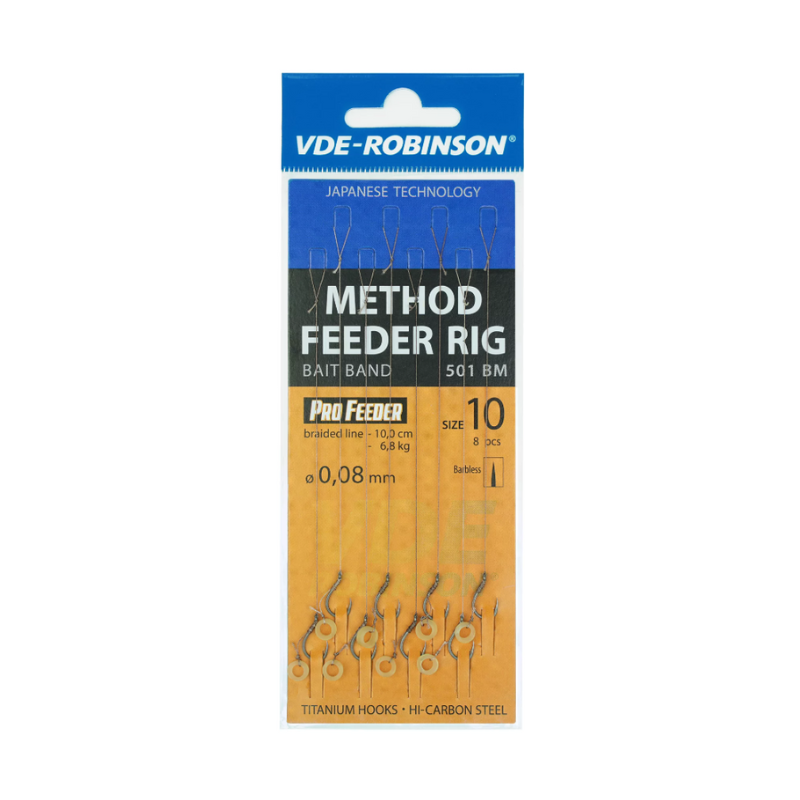 VDE-ROBINSON®
JAPANESE TECHNOLOGY
METHOD
FEEDER RIG
BAIT BAND 501 BM
PRO FEEDER
SIZE 10
braided line - 10,0 cm
8 pcs
- 6,8 kg
Barbless
ø 0,08 mm
TITANIUM HOOKS • HI-CARBON STEEL